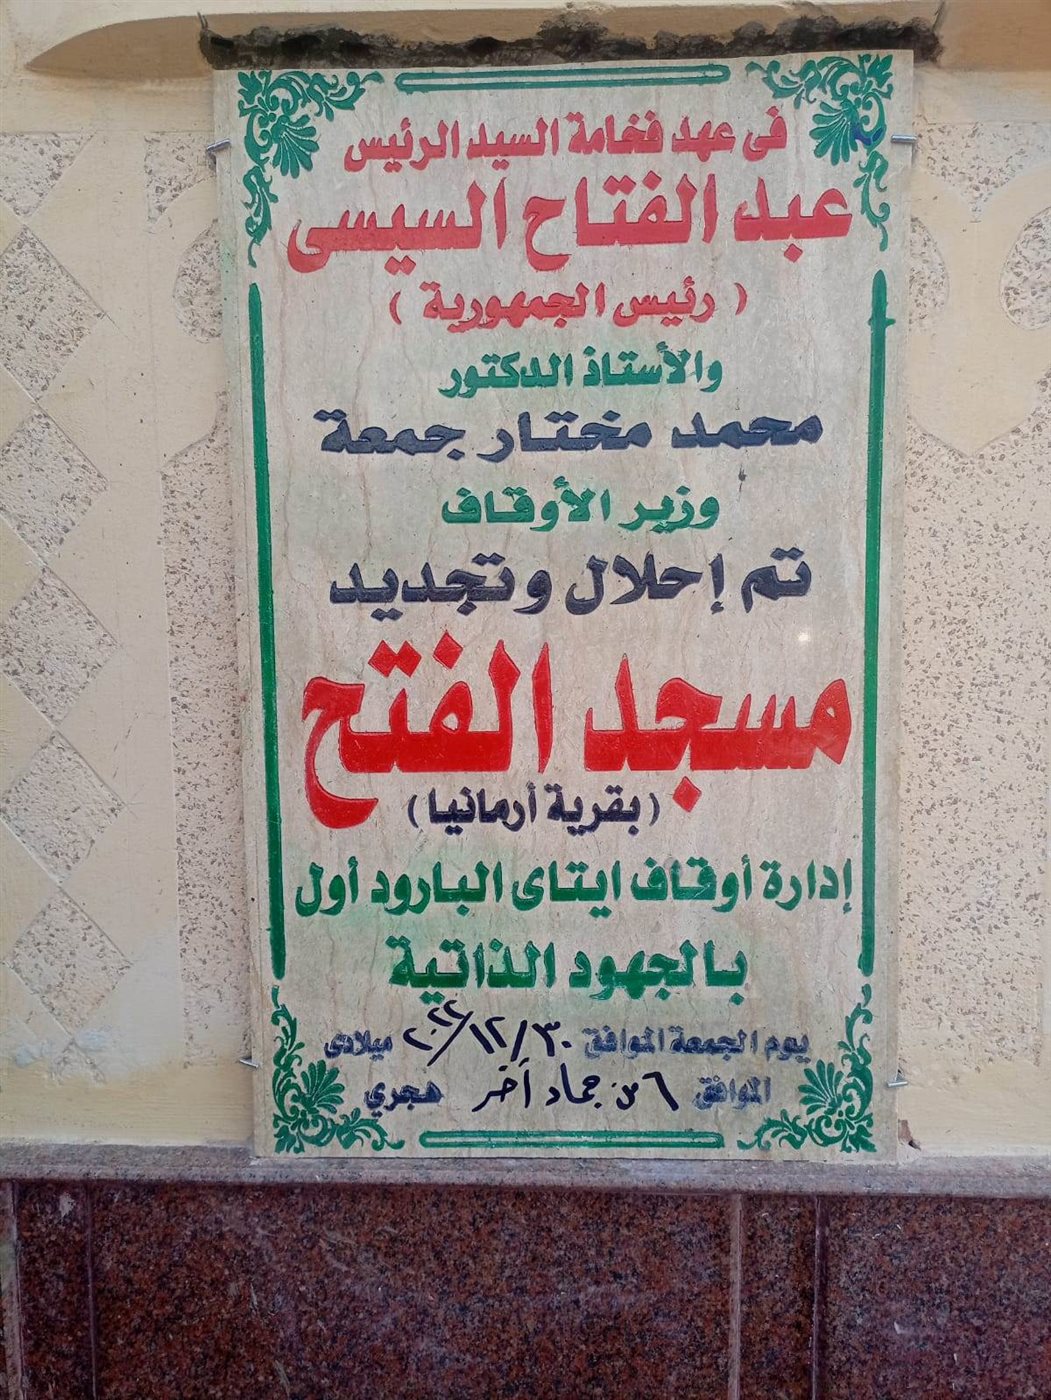 فى عهد فخامة السيد الرئيس
عبد الفتاح السيسى
( رئيس الجمهورية )
والأستاذ الدكتور
محمد مختار جمعة
وزير الأوقاف
تم إحلال وتجديد
مسجد الفتح
( بقرية أرمانيا )
إدارة أوقاف ايتاى البارود أول
بالجهود الذاتية
يوم الجمعة الموافق ٣٠/١٢/٢٠٢٢ ميلادى
الموافق ٦ من جماد أخر هجري